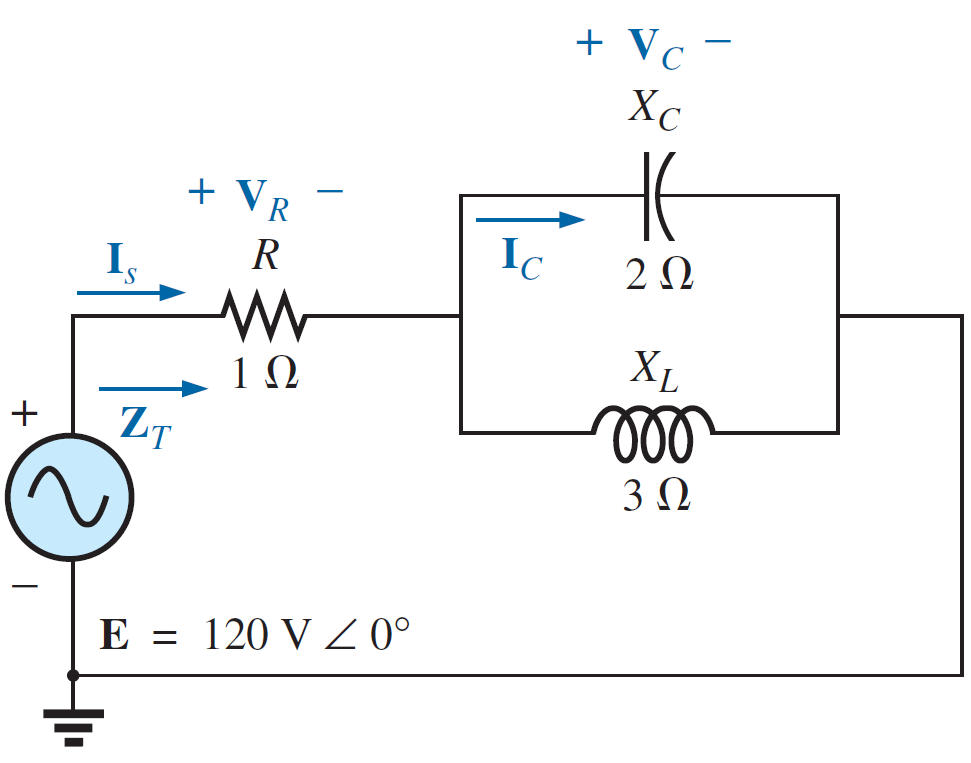 + V_C −
X_C
+ V_R −
R
I_s
I_C
2 Ω
1 Ω
X_L
Z_T
+
3 Ω
−
E = 120 V ∠ 0°